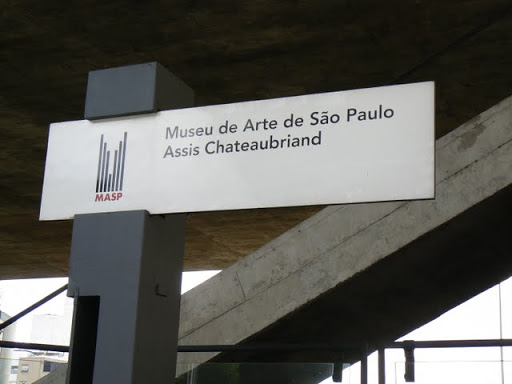 Museu de Arte de São Paulo
Assis Chateaubriand
MASP